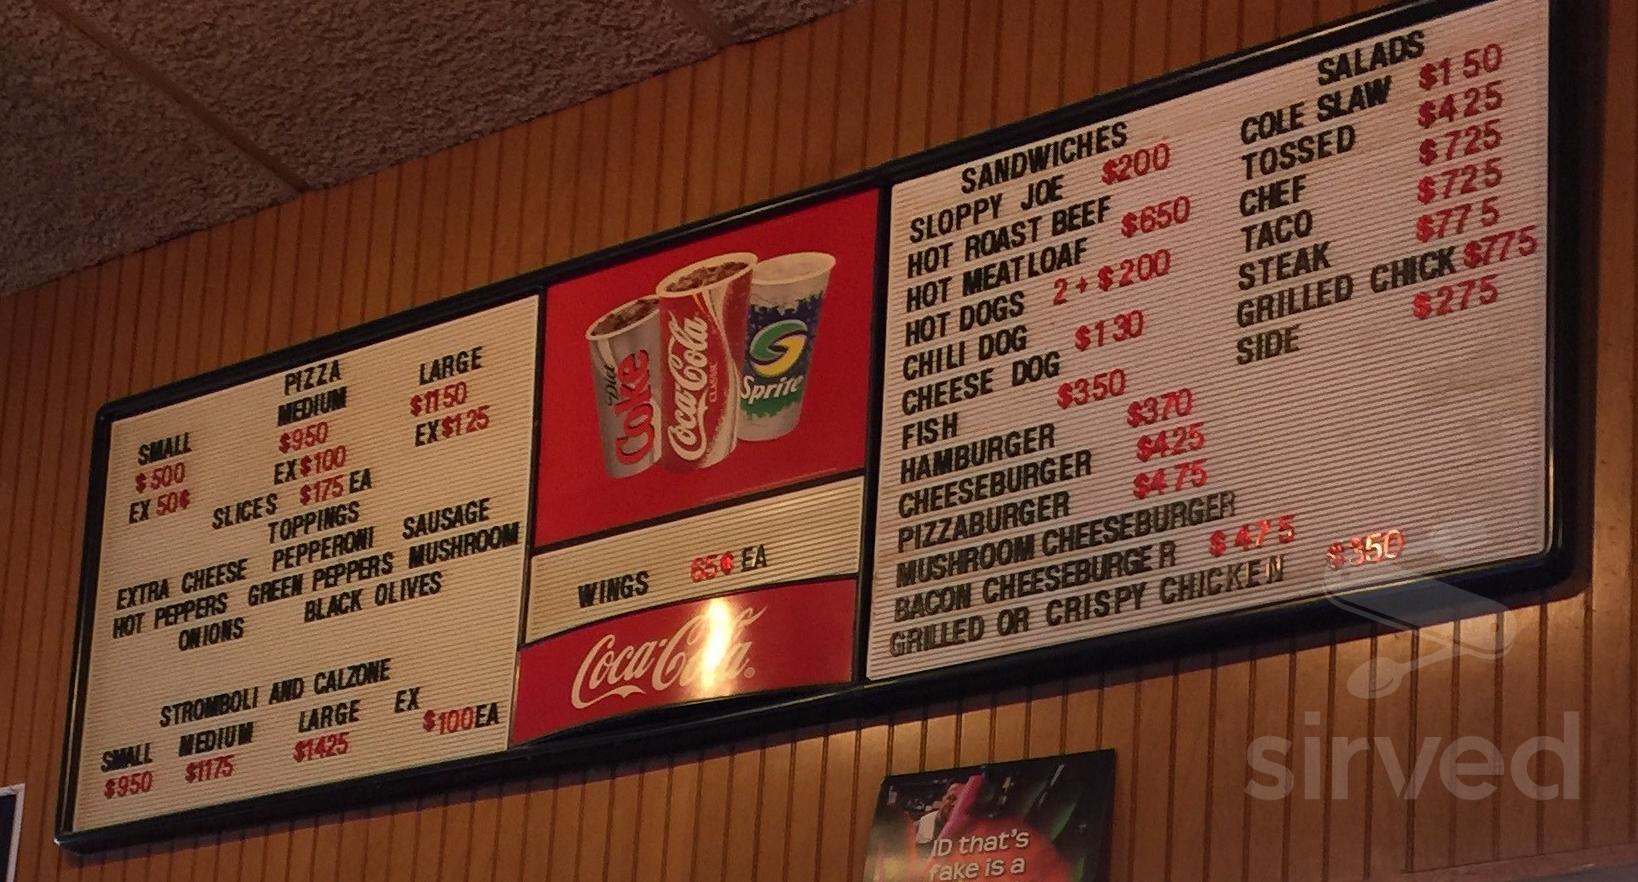 PIZZA
SMALL MEDIUM LARGE
$500 $950 $1150
EX 50¢ EX $100 EX $125
SLICES $175 EA
TOPPINGS
EXTRA CHEESE PEPPERONI SAUSAGE
HOT PEPPERS GREEN PEPPERS MUSHROOM
ONIONS BLACK OLIVES
STROMBOLI AND CALZONE
SMALL MEDIUM LARGE EX
$950 $1175 $1425 $100 EA
Diet Coke
Coca-Cola
CLASSIC
Sprite
WINGS 65¢ EA
Coca-Cola
SANDWICHES
SLOPPY JOE $200
HOT ROAST BEEF
HOT MEATLOAF $650
HOT DOGS 2+$200
CHILI DOG
CHEESE DOG $130
FISH $350
HAMBURGER $370
CHEESEBURGER $425
PIZZABURGER $475
MUSHROOM CHEESEBURGER
BACON CHEESEBURGER $475
GRILLED OR CRISPY CHICKEN $350
SALADS
COLE SLAW $150
TOSSED $425
CHEF $725
TACO $725
STEAK $775
GRILLED CHICK $775
SIDE $275
ID that's
fake is a
sirved